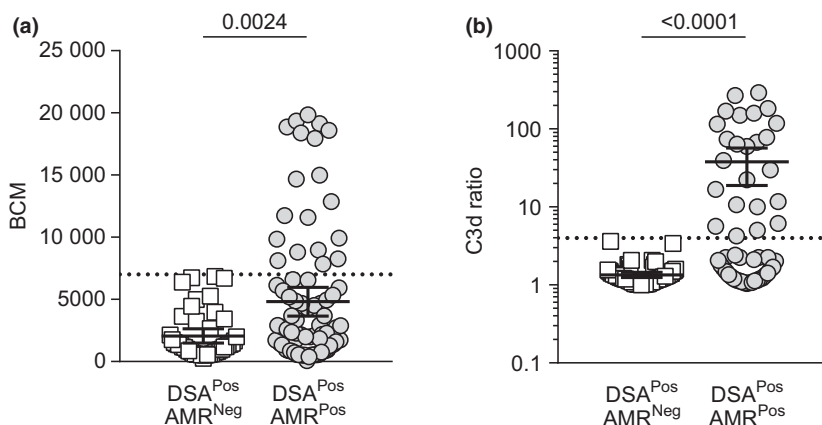 (a)
0.0024
25 000
20 000
15 000
10 000
5000
0
BCM
DSA^Pos DSA^Pos
AMR^Neg AMR^Pos
(b)
<0.0001
1000
100
10
1
0.1
C3d ratio
DSA^Pos DSA^Pos
AMR^Neg AMR^Pos